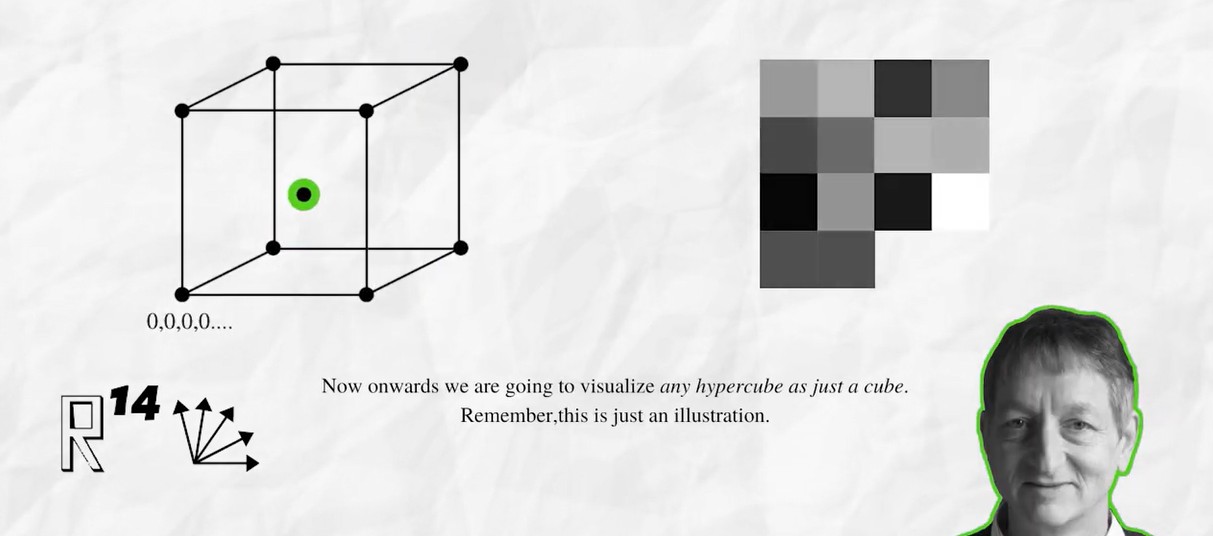 0,0,0,0....
R 14
Now onwards we are going to visualize any hypercube as just a cube.
Remember,this is just an illustration.